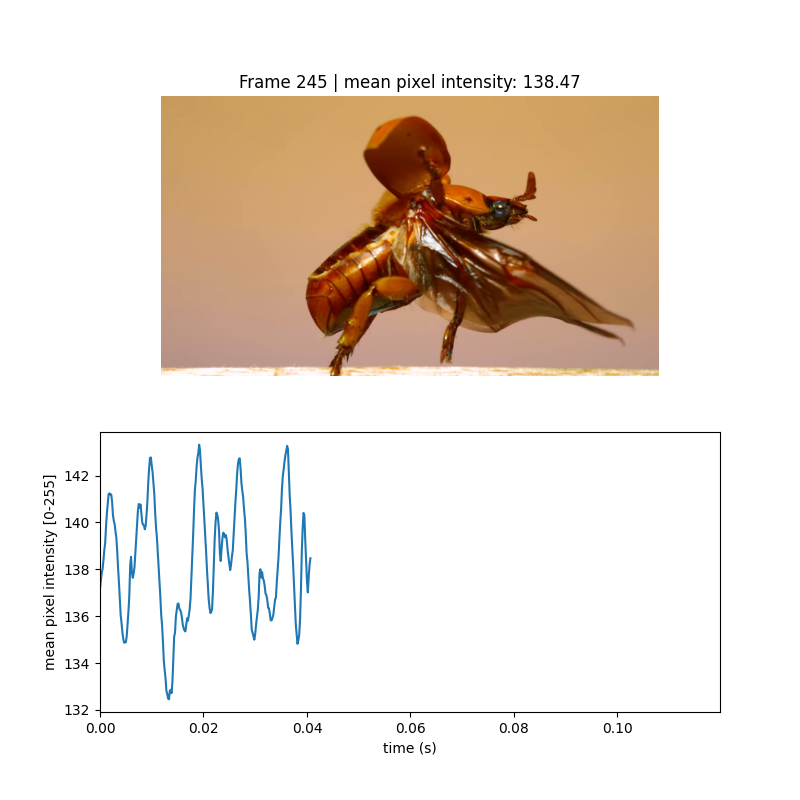 Frame 245 | mean pixel intensity: 138.47
mean pixel intensity [0-255]
142
140
138
136
134
132
0.00 0.02 0.04 0.06 0.08 0.10
time (s)